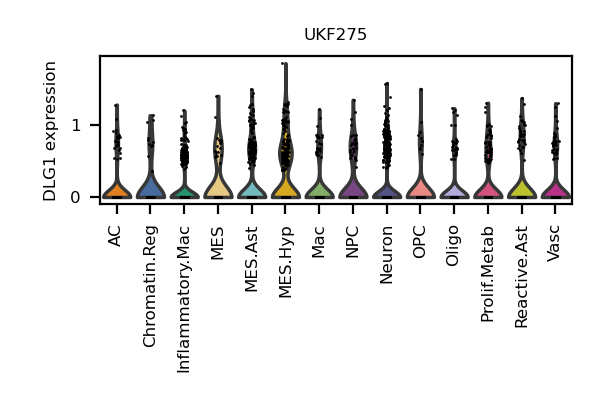 UKF275
DLG1 expression
1
0
AC
Chromatin.Reg
Inflammatory.Mac
MES
MES.Ast
MES.Hyp
Mac
NPC
Neuron
OPC
Oligo
Prolif.Metab
Reactive.Ast
Vasc